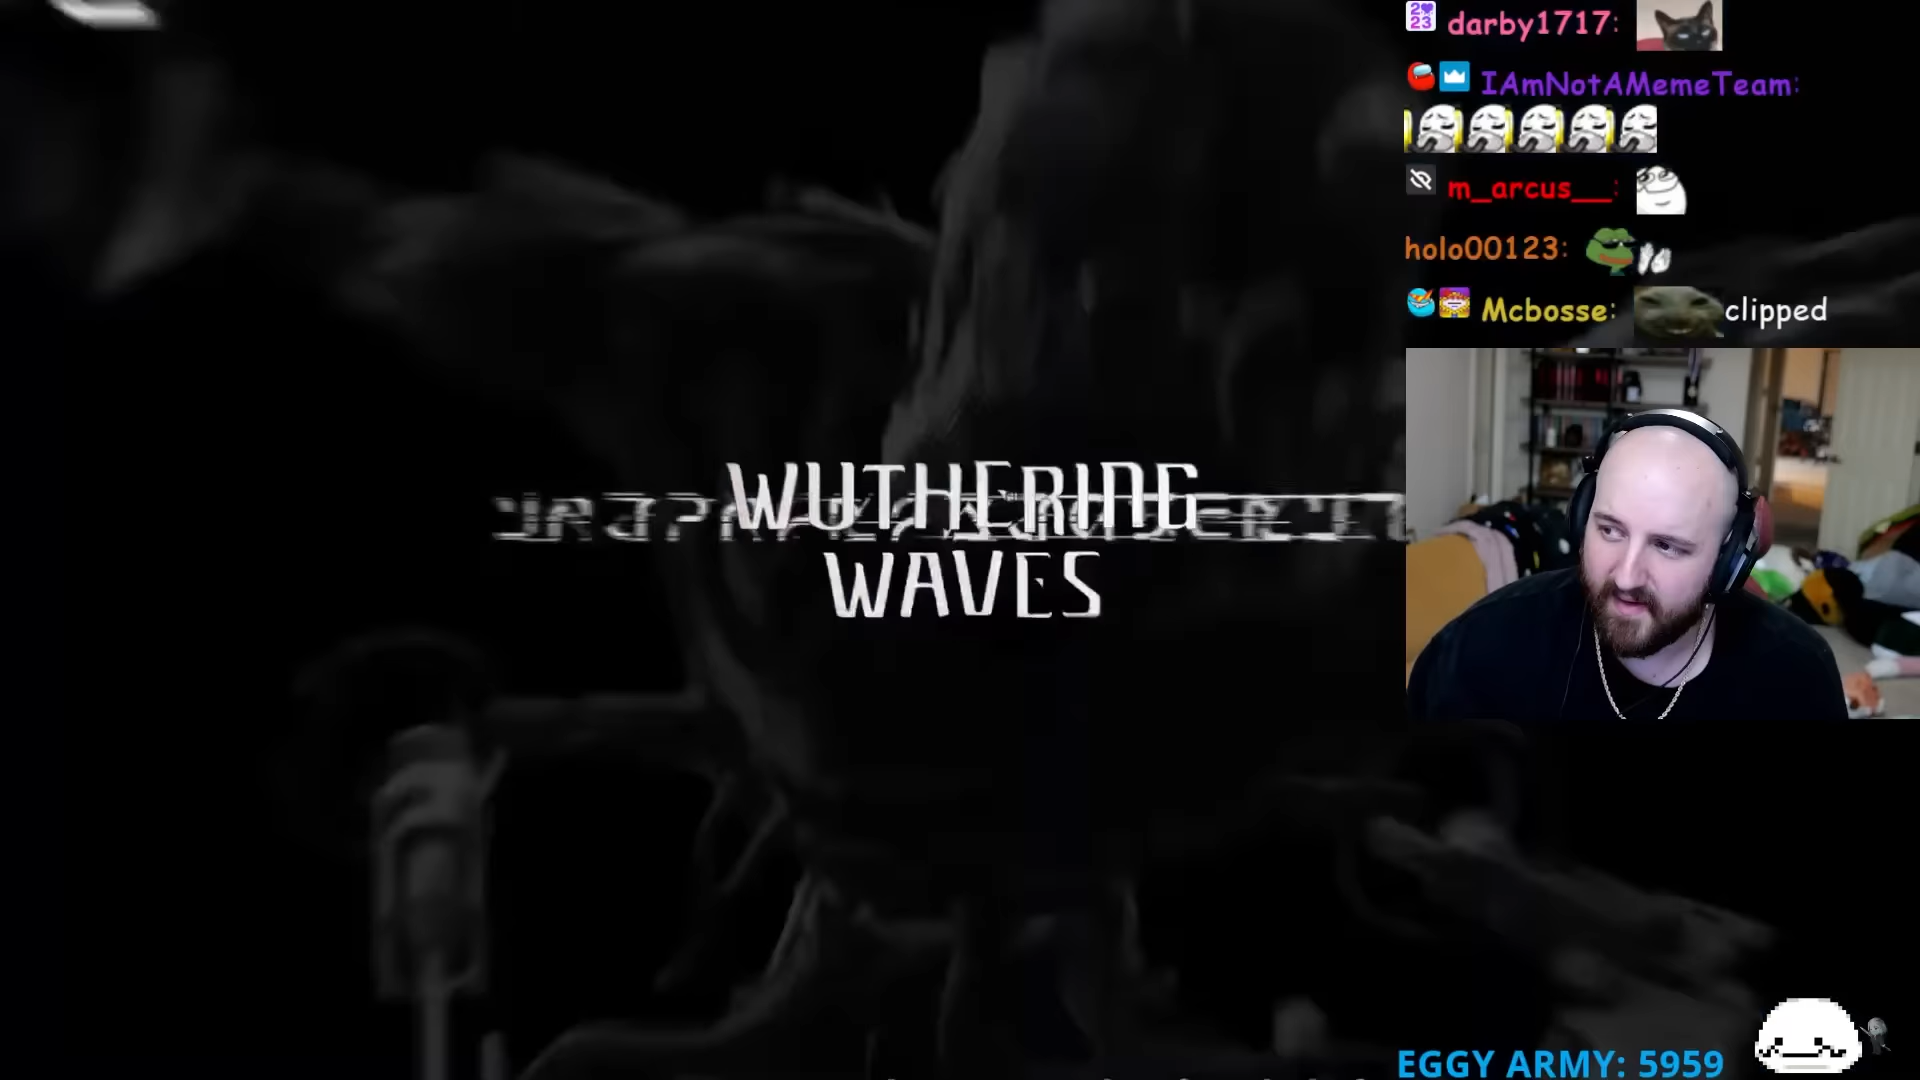 darby1717:
IAmNotAMemeTeam:
m_arcus__:
holo00123:
Mcbosse: clipped
WUTHERING
WAVES
EGGY ARMY: 5959